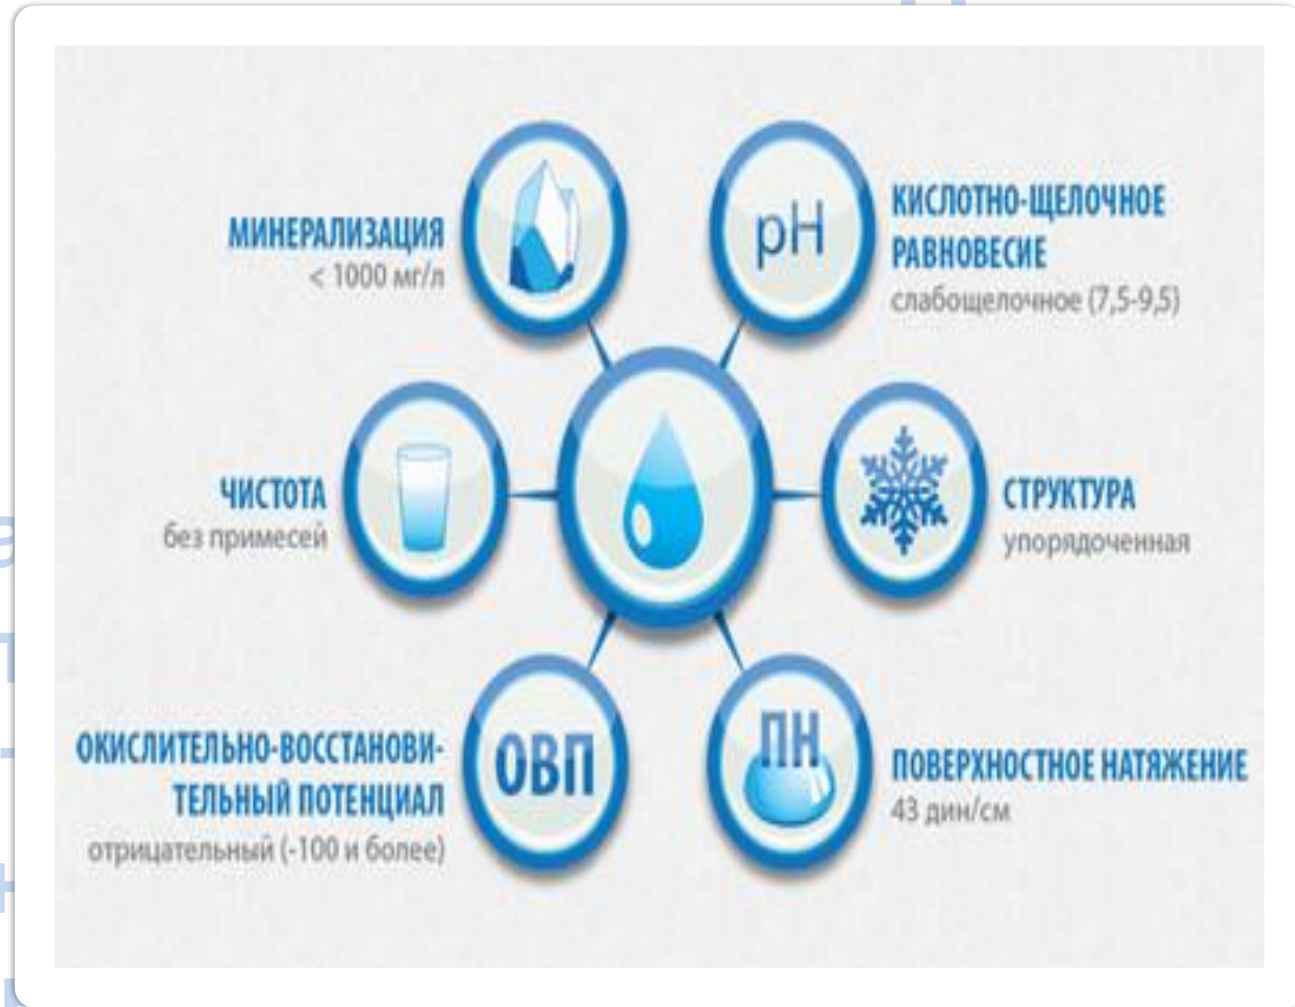 МИНЕРАЛИЗАЦИЯ
< 1000 мг/л
pH
КИСЛОТНО-ЩЕЛОЧНОЕ
РАВНОВЕСИЕ
слабощелочное (7,5-9,5)
ЧИСТОТА
без примесей
СТРУКТУРА
упорядоченная
ОКИСЛИТЕЛЬНО-ВОССТАНОВИ-
ТЕЛЬНЫЙ ПОТЕНЦИАЛ
отрицательный (-100 и более)
ОВП
ПН
ПОВЕРХНОСТНОЕ НАТЯЖЕНИЕ
43 дин/см